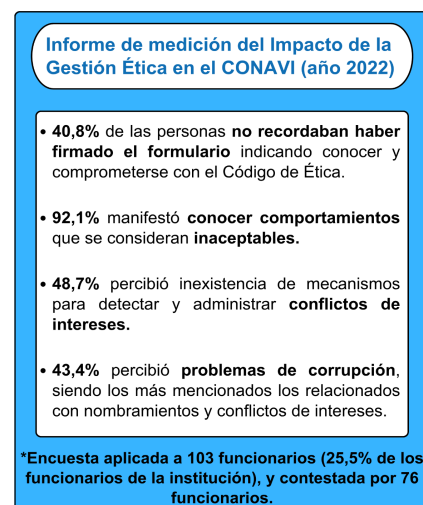 Informe de medición del Impacto de la
Gestión Ética en el CONAVI (año 2022)
• 40,8% de las personas no recordaban haber
firmado el formulario indicando conocer y
comprometerse con el Código de Ética.
• 92,1% manifestó conocer comportamientos
que se consideran inaceptables.
• 48,7% percibió inexistencia de mecanismos
para detectar y administrar conflictos de
intereses.
• 43,4% percibió problemas de corrupción,
siendo los más mencionados los relacionados
con nombramientos y conflictos de intereses.
*Encuesta aplicada a 103 funcionarios (25,5% de los
funcionarios de la institución), y contestada por 76
funcionarios.